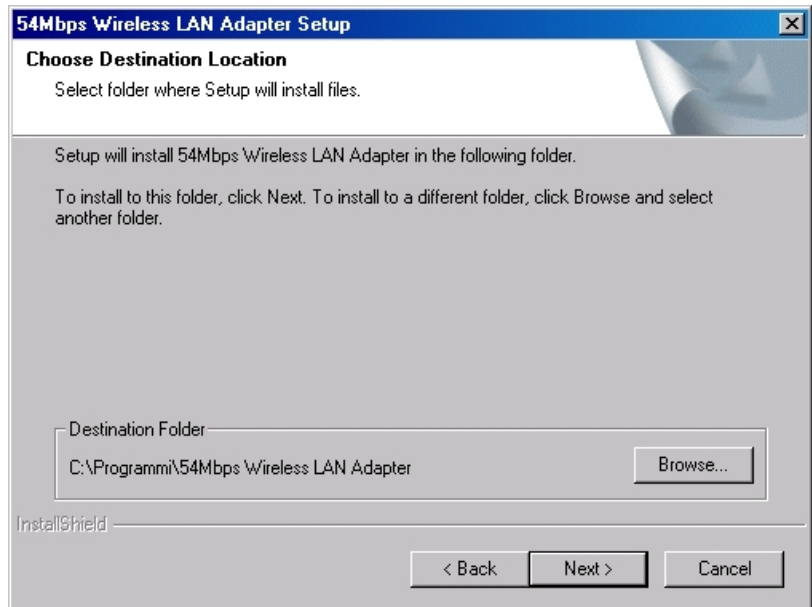 54Mbps Wireless LAN Adapter Setup
Choose Destination Location
Select folder where Setup will install files.
Setup will install 54Mbps Wireless LAN Adapter in the following folder.
To install to this folder, click Next. To install to a different folder, click Browse and select
another folder.
Destination Folder
C:\Programmi\54Mbps Wireless LAN Adapter
Browse...
InstallShield
< Back
Next >
Cancel